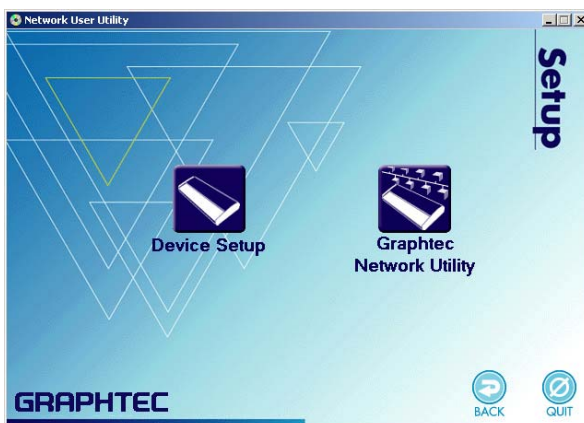 Network User Utility
Setup
Device Setup
Graphtec
Network Utility
GRAPHTEC
BACK
QUIT